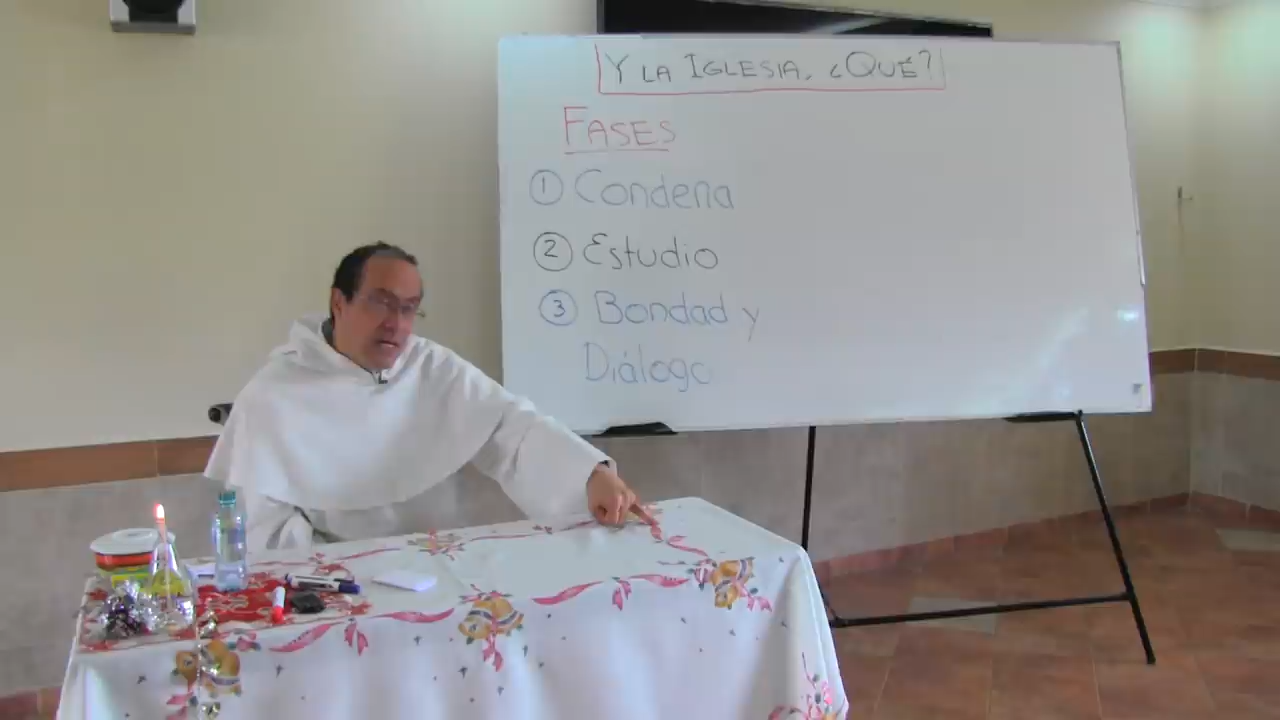 Y LA IGLESIA, ¿QUÉ?
FASES
1 Condena
2 Estudio
3 Bondad y
Diálogo